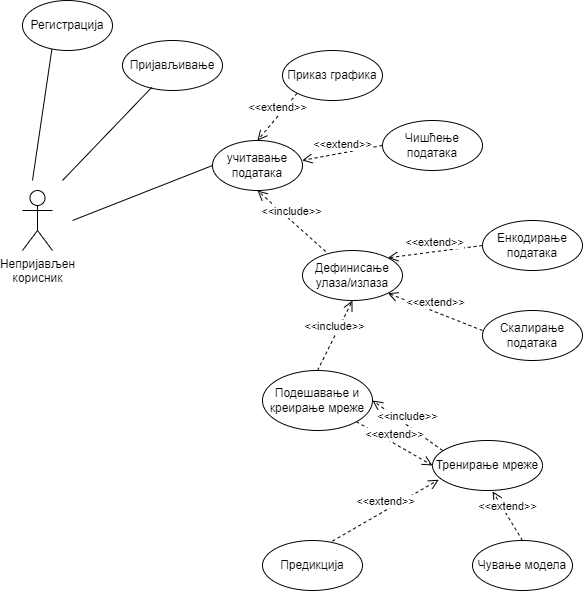 Регистрација
Пријављивање
Приказ графика
<<extend>>
Чишћење
података
<<extend>>
учитавање
података
<<include>>
Непријављен
корисник
Енкодирање
података
<<extend>>
Дефинисање
улаза/излаза
<<extend>>
Скалирање
података
<<include>>
Подешавање и
креирање мреже
<<include>>
<<extend>>
Тренирање мреже
<<extend>>
<<extend>>
Предикција
Чување модела